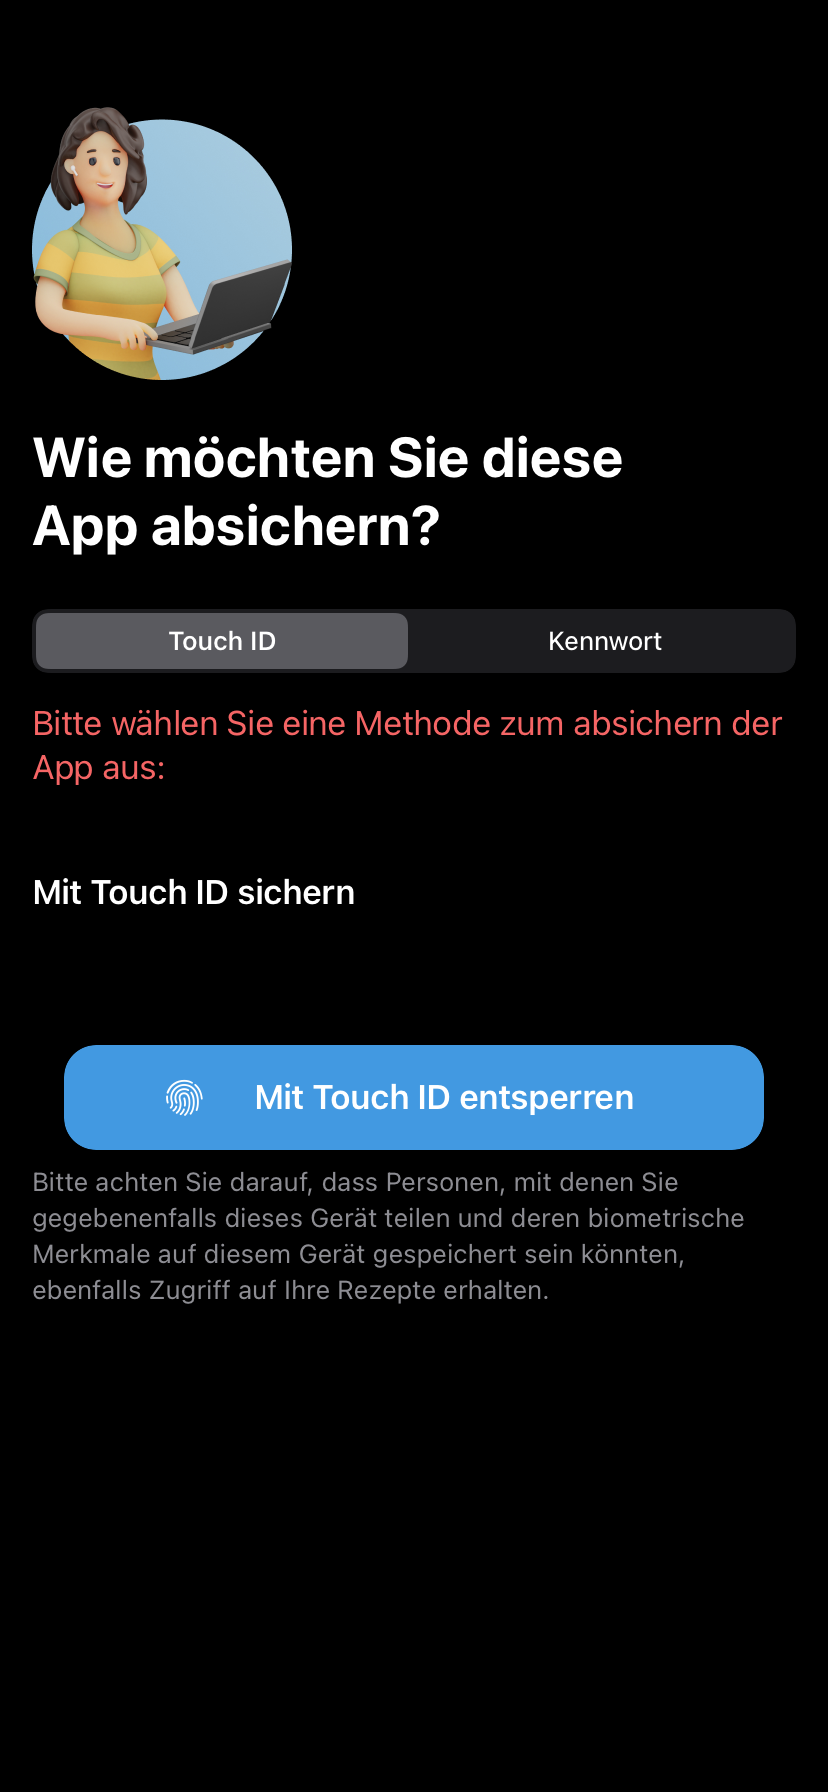 Wie möchten Sie diese
App absichern?
Touch ID
Kennwort
Bitte wählen Sie eine Methode zum absichern der
App aus:
Mit Touch ID sichern
Mit Touch ID entsperren
Bitte achten Sie darauf, dass Personen, mit denen Sie
gegebenenfalls dieses Gerät teilen und deren biometrische
Merkmale auf diesem Gerät gespeichert sein könnten,
ebenfalls Zugriff auf Ihre Rezepte erhalten.